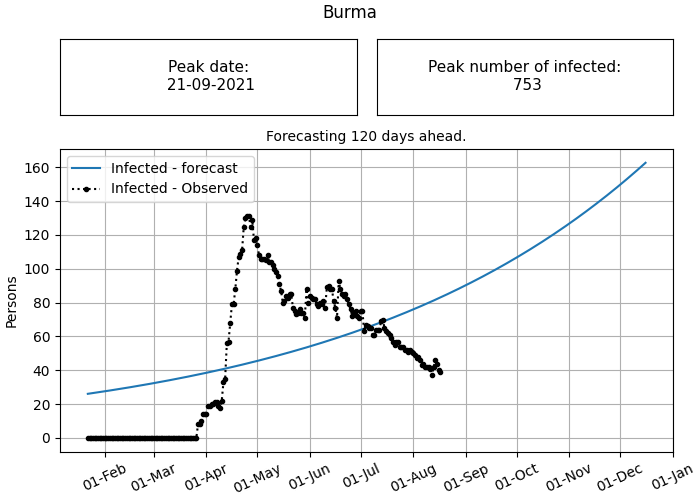 Burma
Peak date:
21-09-2021
Peak number of infected:
753
Forecasting 120 days ahead.
Infected - forecast
Infected - Observed
Persons
160
140
120
100
80
60
40
20
0
01-Feb
01-Mar
01-Apr
01-May
01-Jun
01-Jul
01-Aug
01-Sep
01-Oct
01-Nov
01-Dec
01-Jan